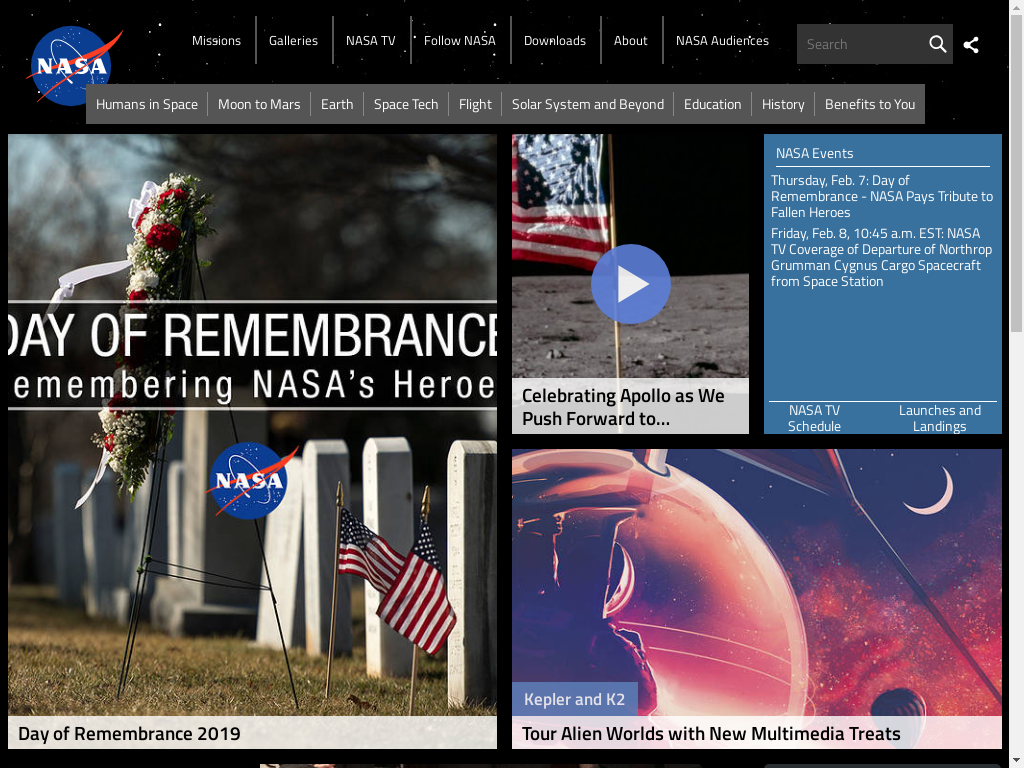 NASA
Missions
Galleries
NASA TV
Follow NASA
Downloads
About
NASA Audiences
Search
Humans in Space
Moon to Mars
Earth
Space Tech
Flight
Solar System and Beyond
Education
History
Benefits to You
DAY OF REMEMBRANCE
emembering NASA's Heroe
NASA
Day of Remembrance 2019
Celebrating Apollo as We
Push Forward to...
NASA Events
Thursday, Feb. 7: Day of
Remembrance - NASA Pays Tribute to
Fallen Heroes
Friday, Feb. 8, 10:45 a.m. EST: NASA
TV Coverage of Departure of Northrop
Grumman Cygnus Cargo Spacecraft
from Space Station
NASA TV
Schedule
Launches and
Landings
Kepler and K2
Tour Alien Worlds with New Multimedia Treats